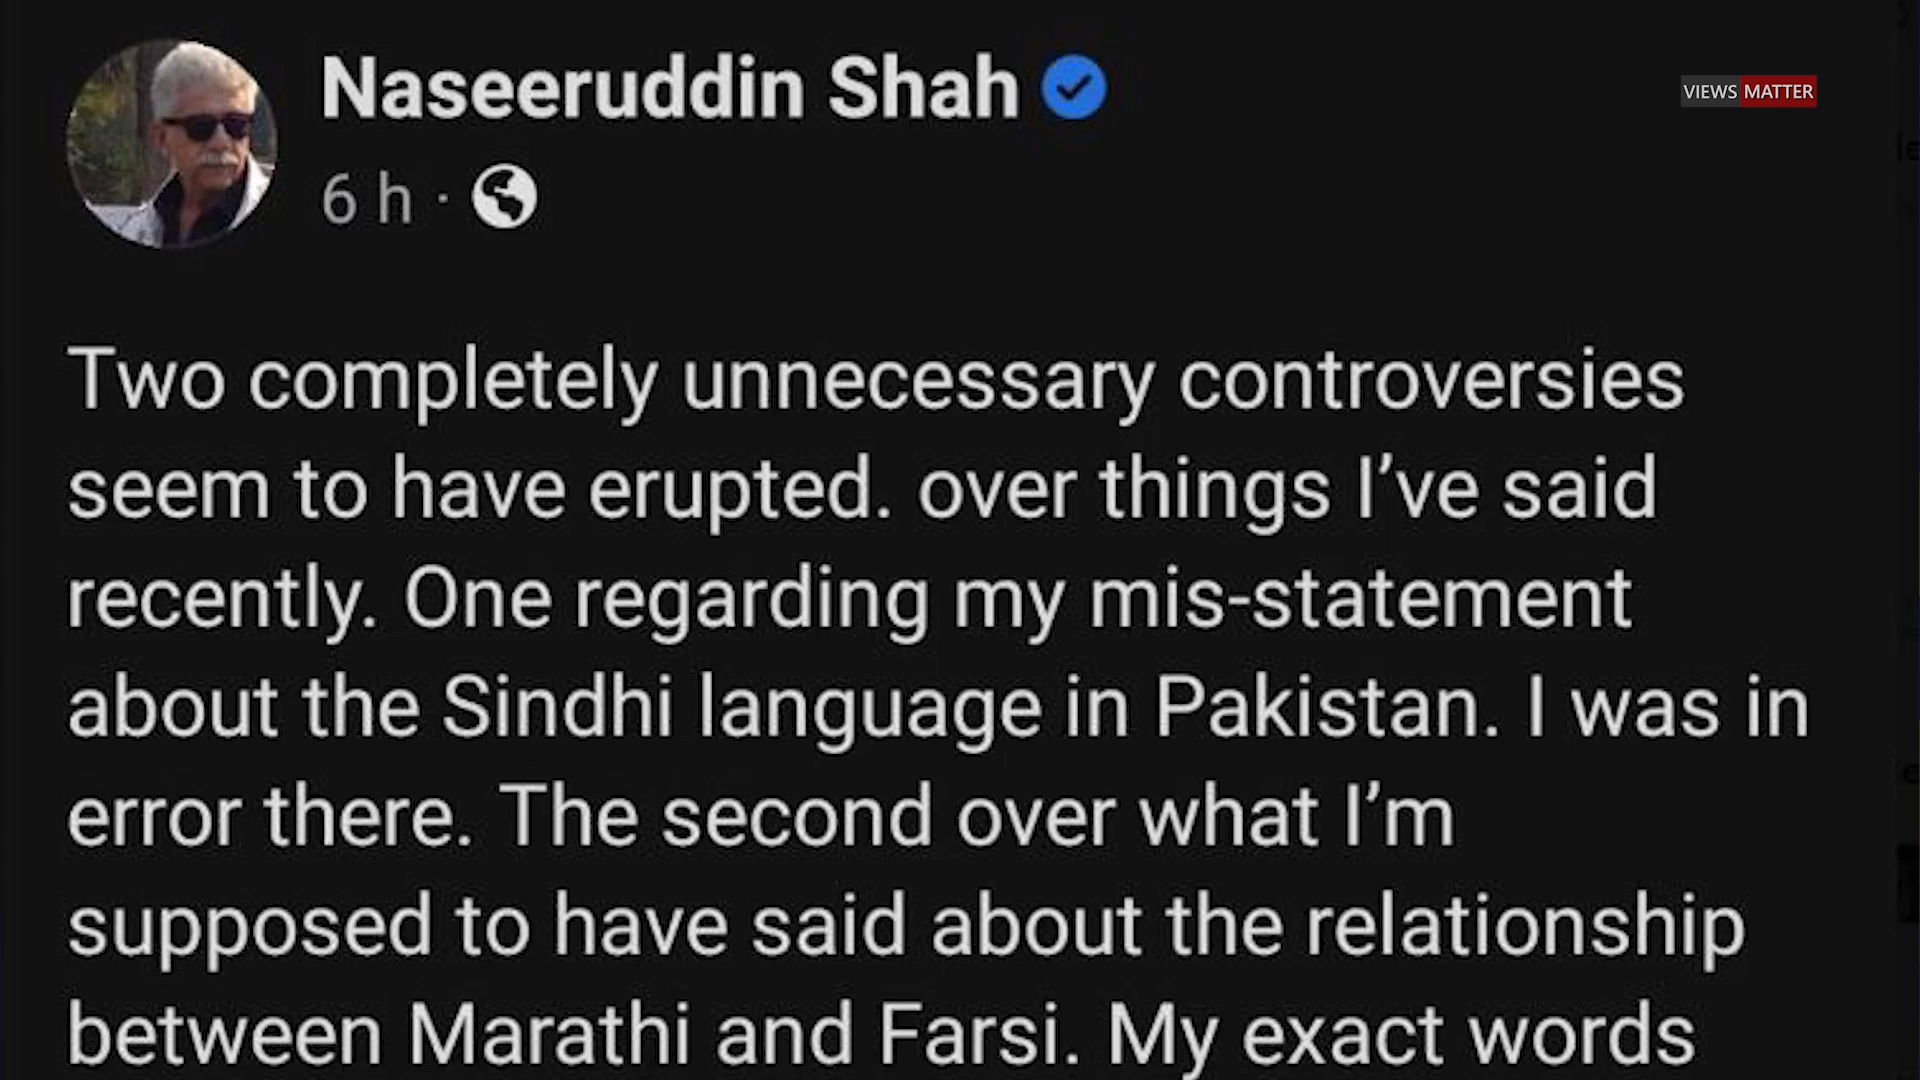 Naseeruddin Shah
VIEWS MATTER
6 h ·
Two completely unnecessary controversies
seem to have erupted. over things I’ve said
recently. One regarding my mis-statement
about the Sindhi language in Pakistan. I was in
error there. The second over what I’m
supposed to have said about the relationship
between Marathi and Farsi. My exact words